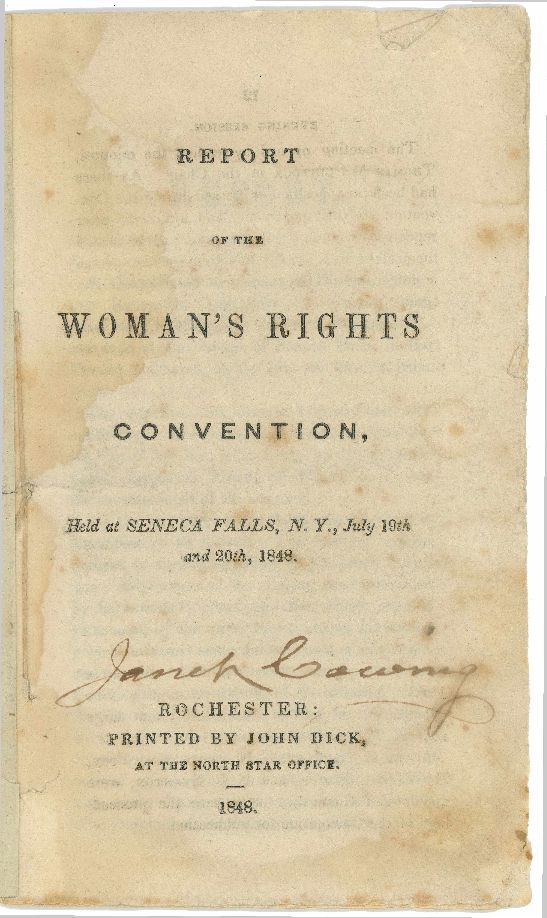 REPORT
OF THE
WOMAN'S RIGHTS
CONVENTION,
Held at SENECA FALLS, N. Y., July 19th
and 20th, 1848.
Janet Cowing
ROCHESTER:
PRINTED BY JOHN DICK,
AT THE NORTH STAR OFFICE.
1848.